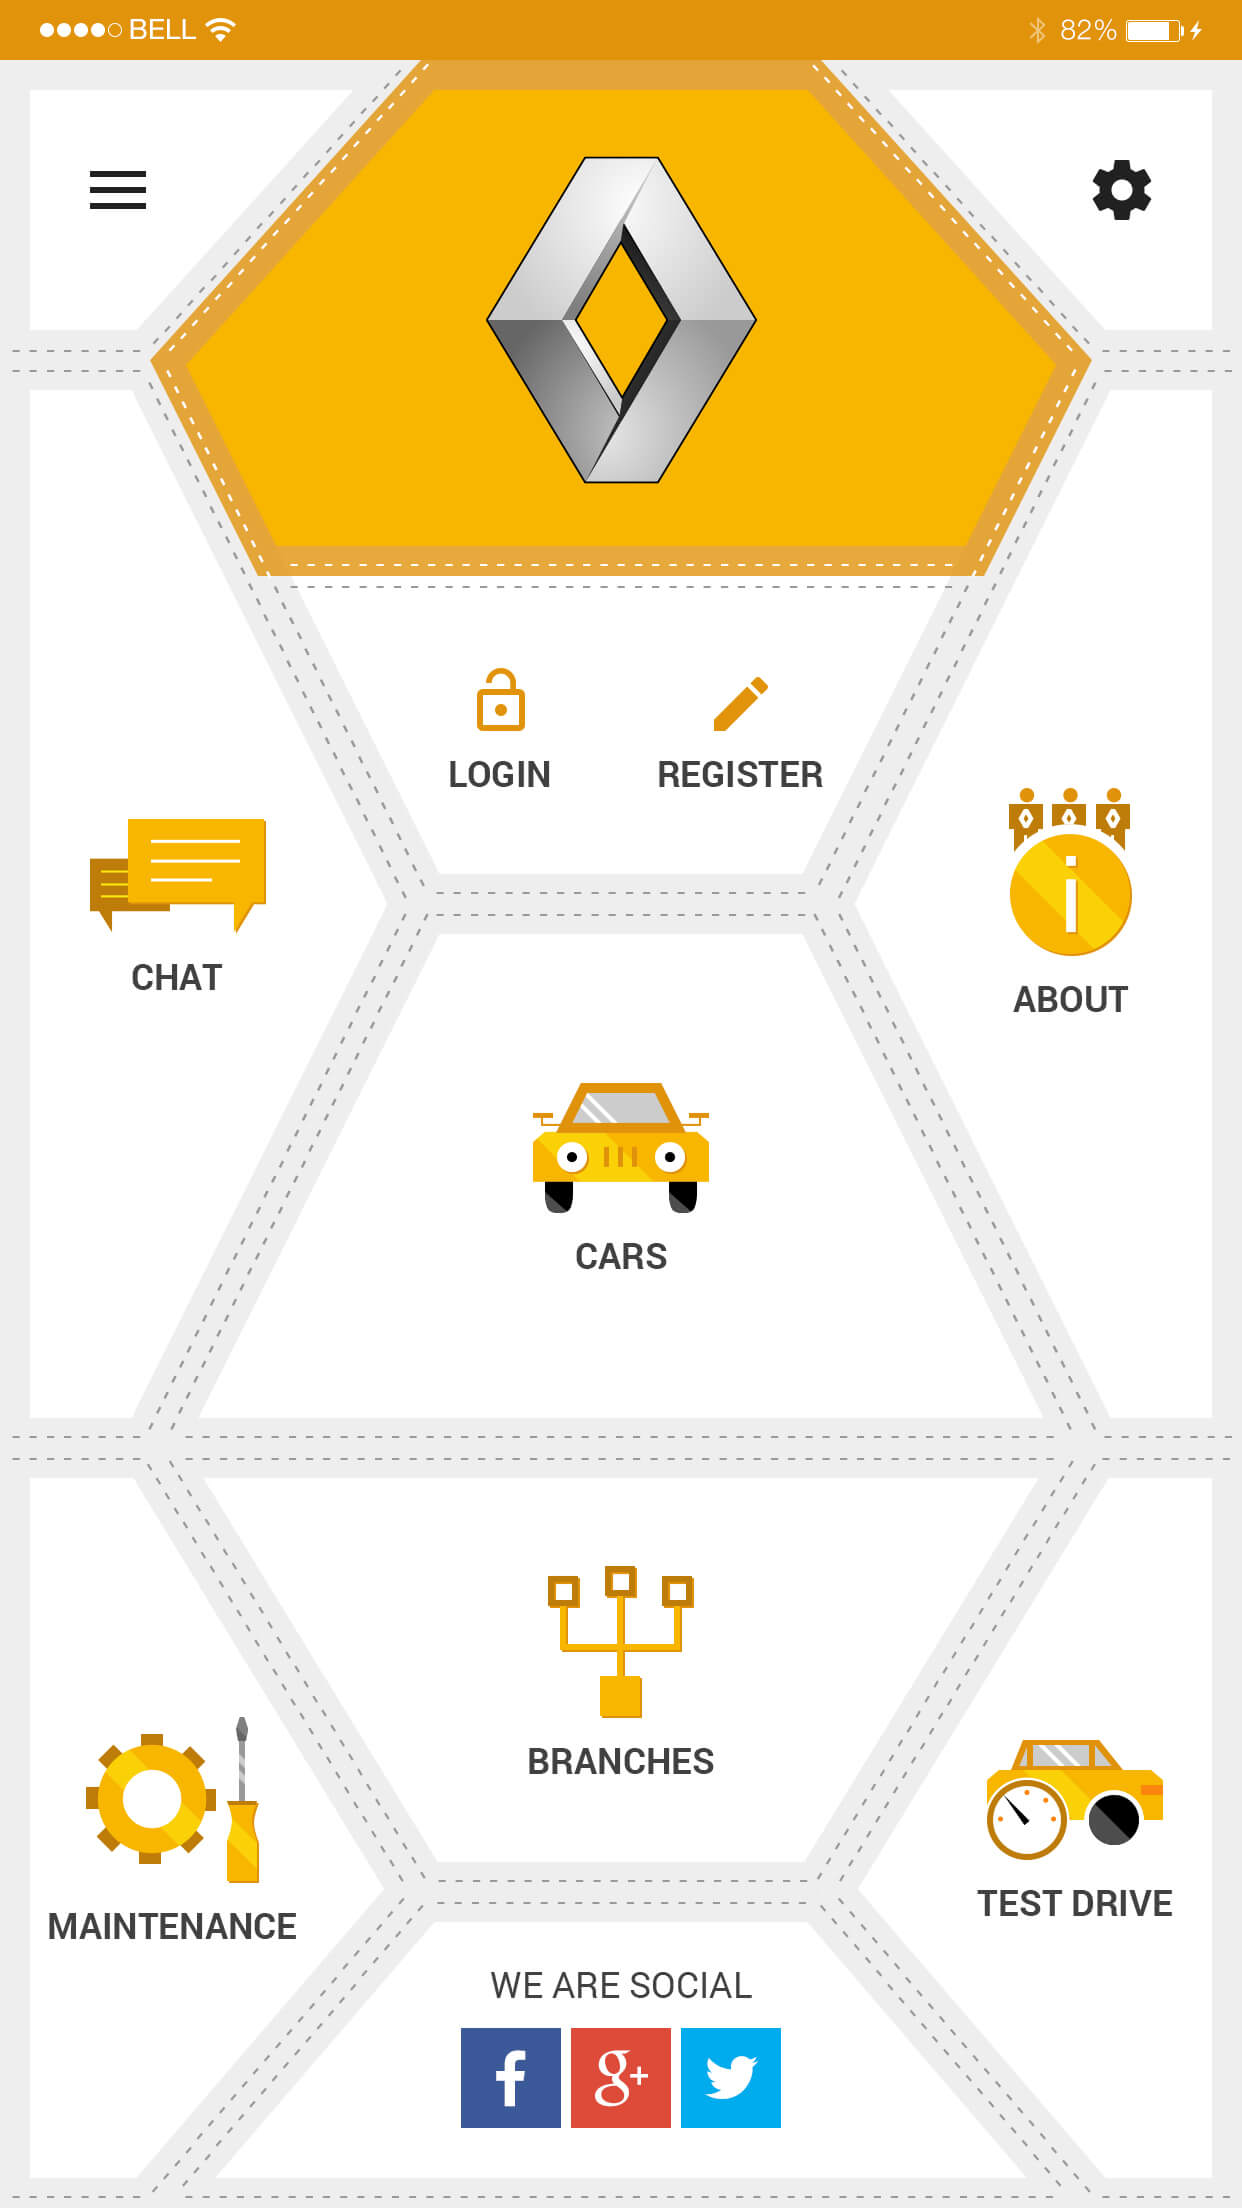 BELL 82%
LOGIN REGISTER
CHAT
i
ABOUT
CARS
BRANCHES
MAINTENANCE
TEST DRIVE
WE ARE SOCIAL
f g+